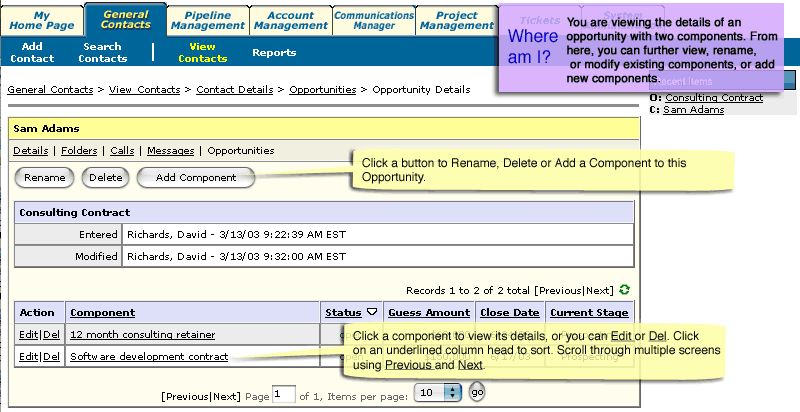 My Home Page
General Contacts
Pipeline Management
Account Management
Communications Manager
Project Management
Tickets
System
Add Contact
Search Contacts
View Contacts
Reports
Where am I?
You are viewing the details of an
opportunity with two components. From
here, you can further view, rename,
or modify existing components, or add
new components.
Recent Items
O: Consulting Contract
C: Sam Adams
General Contacts > View Contacts > Contact Details > Opportunities > Opportunity Details
Sam Adams
Details | Folders | Calls | Messages | Opportunities
Rename Delete Add Component
Click a button to Rename, Delete or Add a Component to this
Opportunity.
Consulting Contract
Entered Richards, David - 3/13/03 9:22:39 AM EST
Modified Richards, David - 3/13/03 9:32:00 AM EST
Records 1 to 2 of 2 total [Previous|Next]
Action Component Status Guess Amount Close Date Current Stage
Edit|Del 12 month consulting retainer
Click a component to view its details, or you can Edit or Del. Click
on an underlined column head to sort. Scroll through multiple screens
using Previous and Next.
Edit|Del Software development contract open $150,000 6/17/03 Prospecting
[Previous|Next] Page 1 of 1, Items per page: 10 go